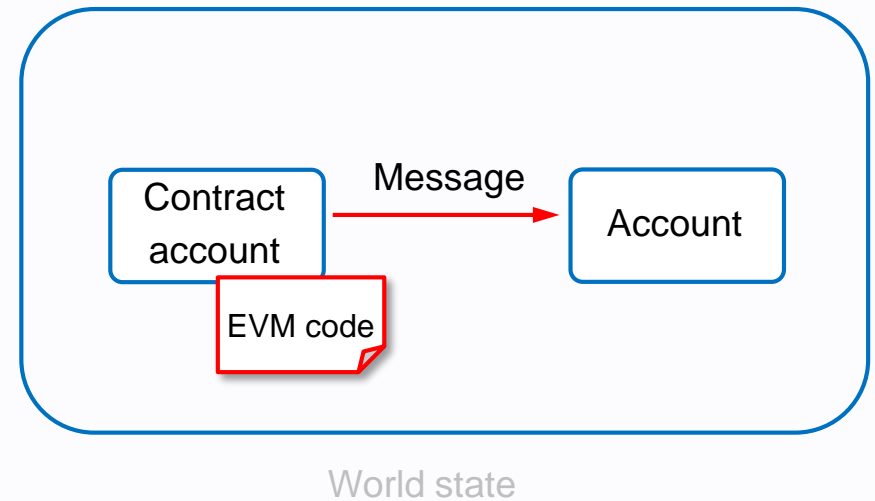 Message
Contract
account
Account
EVM code
World state